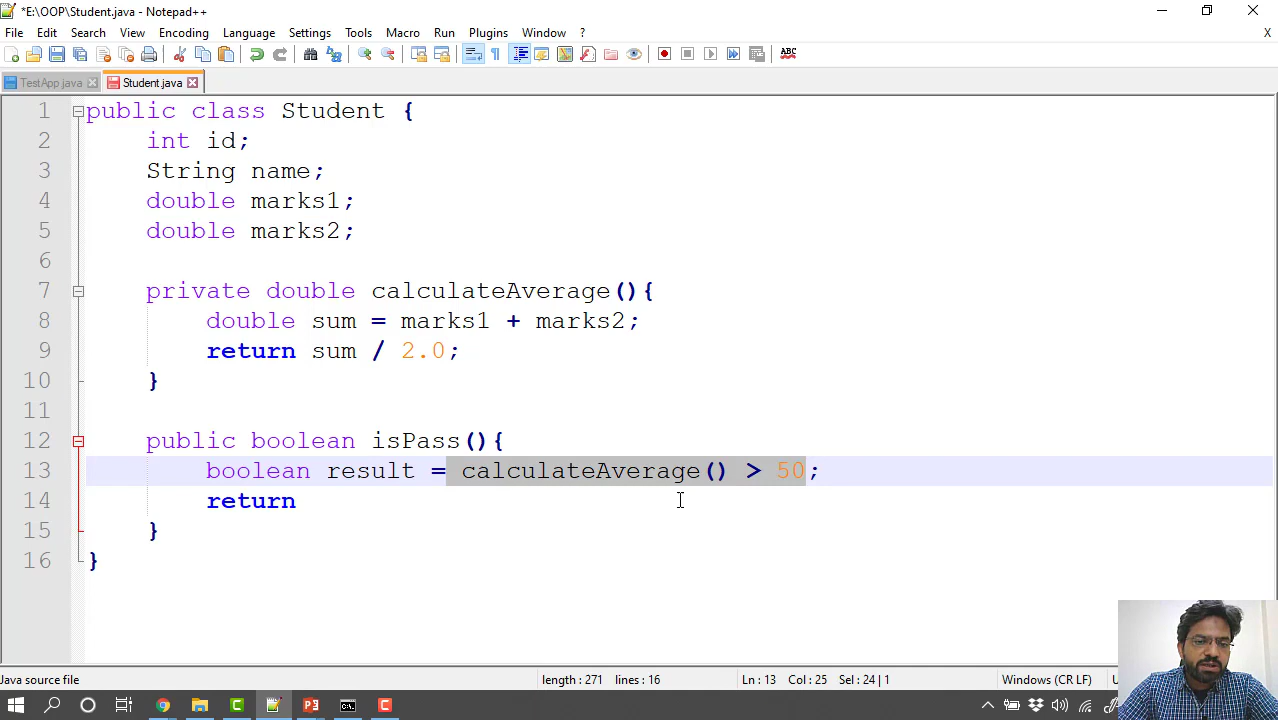 *E:\OOP\Student.java - Notepad++
File Edit Search View Encoding Language Settings Tools Macro Run Plugins Window ? X
ABC
TestApp.java Student.java
1 public class Student {
2 int id;
3 String name;
4 double marks1;
5 double marks2;
6
7 private double calculateAverage(){
8 double sum = marks1 + marks2;
9 return sum / 2.0;
10 }
11
12 public boolean isPass(){
13 boolean result = calculateAverage() > 50;
14 return
15 }
16 }
Java source file length : 271 lines : 16 Ln : 13 Col : 25 Sel : 24 | 1 Windows (CR LF) U